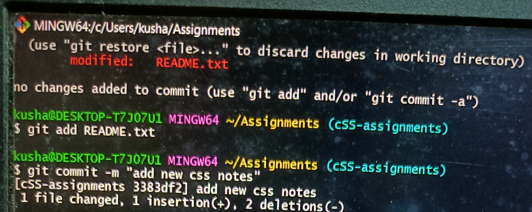 MINGW64:/c/Users/kusha/Assignments
(use "git restore <file>..." to discard changes in working directory)
modified: README.txt
no changes added to commit (use "git add" and/or "git commit -a")
kusha@DESKTOP-T7J07U1 MINGW64 ~/Assignments (cSS-assignments)
$ git add README.txt
kusha@DESKTOP-T7J07U1 MINGW64 ~/Assignments (cSS-assignments)
$ git commit -m "add new css notes"
[cSS-assignments 3383df2] add new css notes
1 file changed, 1 insertion(+), 2 deletions(-)